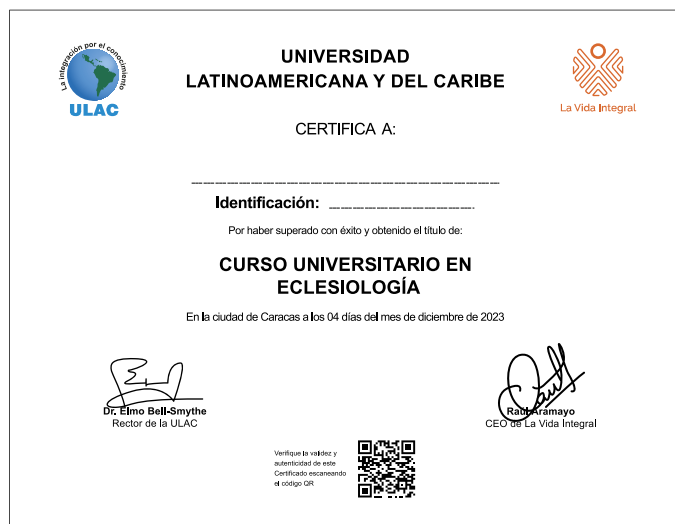 La integración por el conocimiento
ULAC
UNIVERSIDAD
LATINOAMERICANA Y DEL CARIBE
La Vida Integral
CERTIFICA A:
Identificación:
Por haber superado con éxito y obtenido el título de:
CURSO UNIVERSITARIO EN
ECLESIOLOGÍA
En la ciudad de Caracas a los 04 días del mes de diciembre de 2023
Dr. Elmo Bell-Smythe
Rector de la ULAC
Raúl Aramayo
CEO de La Vida Integral
Verifique la validez y
autenticidad de este
Certificado escaneando
el código QR